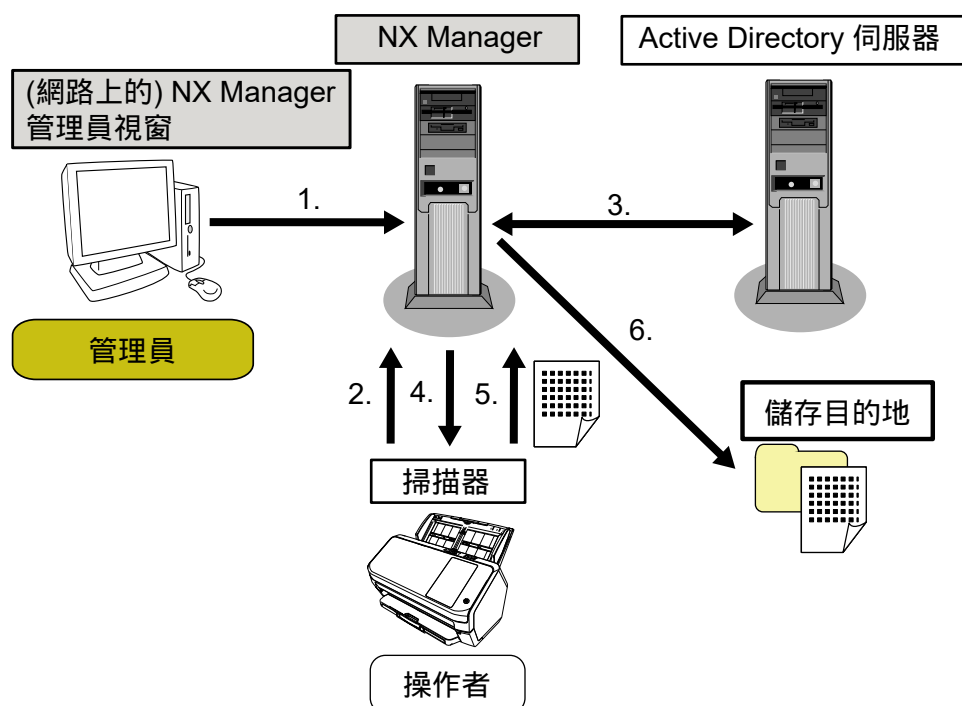 NX Manager
Active Directory 伺服器
(網路上的) NX Manager
管理員視窗
1.
3.
管理員
6.
2.
4.
5.
儲存目的地
掃描器
操作者